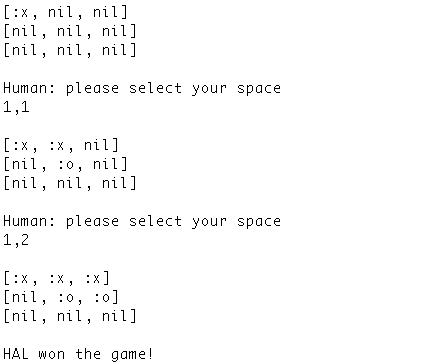 [:x, nil, nil]
[nil, nil, nil]
[nil, nil, nil]
Human: please select your space
1,1
[:x, :x, nil]
[nil, :o, nil]
[nil, nil, nil]
Human: please select your space
1,2
[:x, :x, :x]
[nil, :o, :o]
[nil, nil, nil]
HAL won the game!